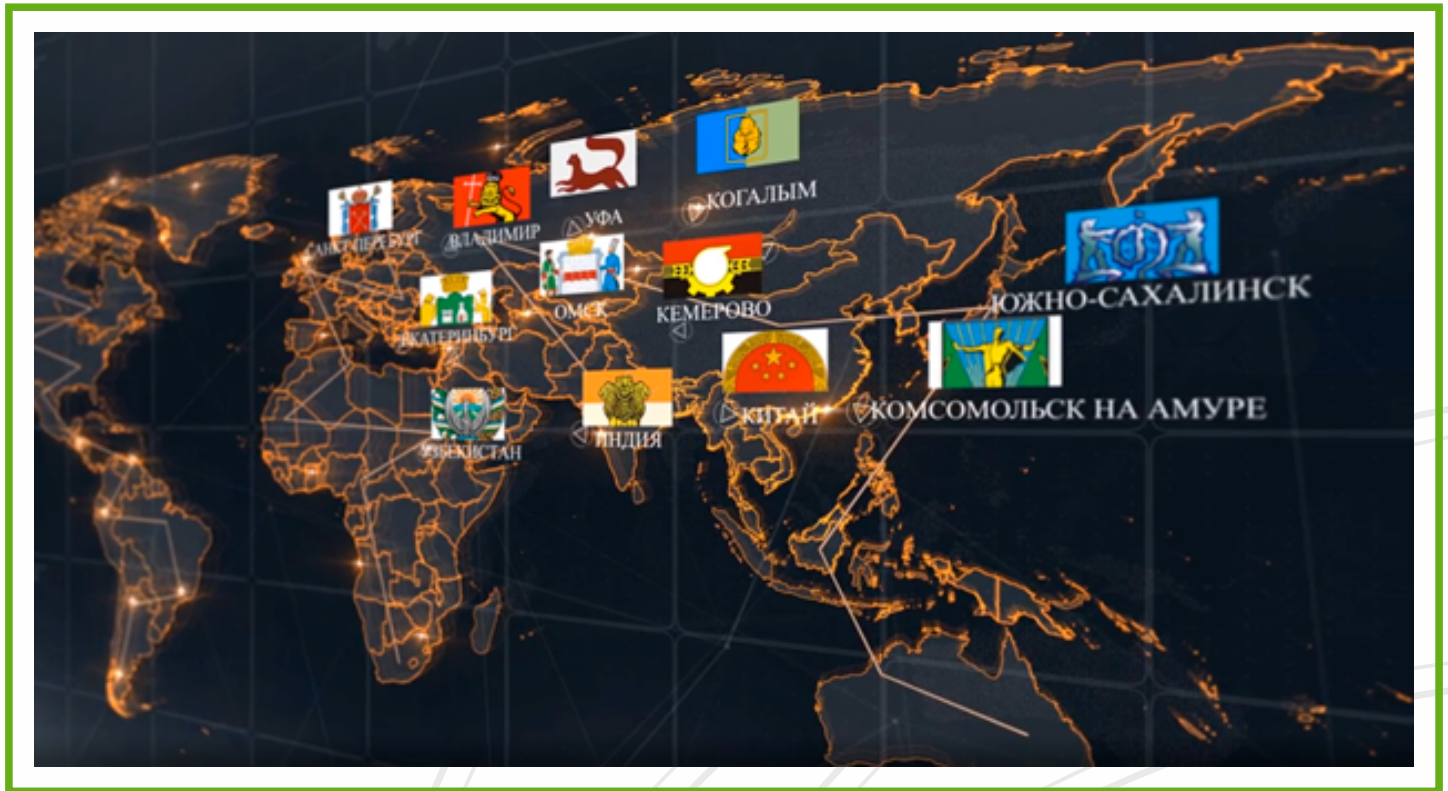 КОГАЛЫМ
УФА
ВЛАДИМИР
САНКТ-ПЕТЕРБУРГ
ЮЖНО-САХАЛИНСК
ОМСК
КЕМЕРОВО
ЕКАТЕРИНБУРГ
КИТАЙ
КОМСОМОЛЬСК НА АМУРЕ
ИНДИЯ
УЗБЕКИСТАН